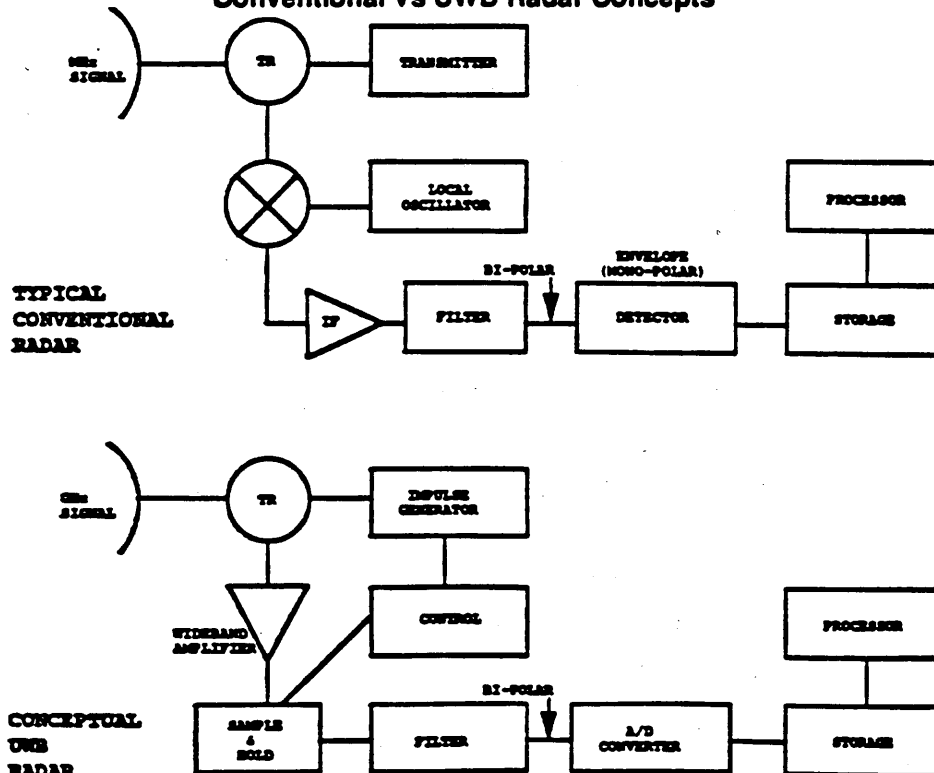 Conventional vs UWB Radar Concepts
SIGNAL
TR
TRANSMITTER
LOCAL
OSCILLATOR
PROCESSOR
BI-POLAR
ENVELOPE
(MONO-POLAR)
TYPICAL
CONVENTIONAL
RADAR
IF
FILTER
DETECTOR
STORAGE
GHz
SIGNAL
TR
IMPULSE
GENERATOR
WIDEBAND
AMPLIFIER
CONTROL
PROCESSOR
BI-POLAR
CONCEPTUAL
UWB
RADAR
SAMPLE
&
HOLD
FILTER
A/D
CONVERTER
STORAGE